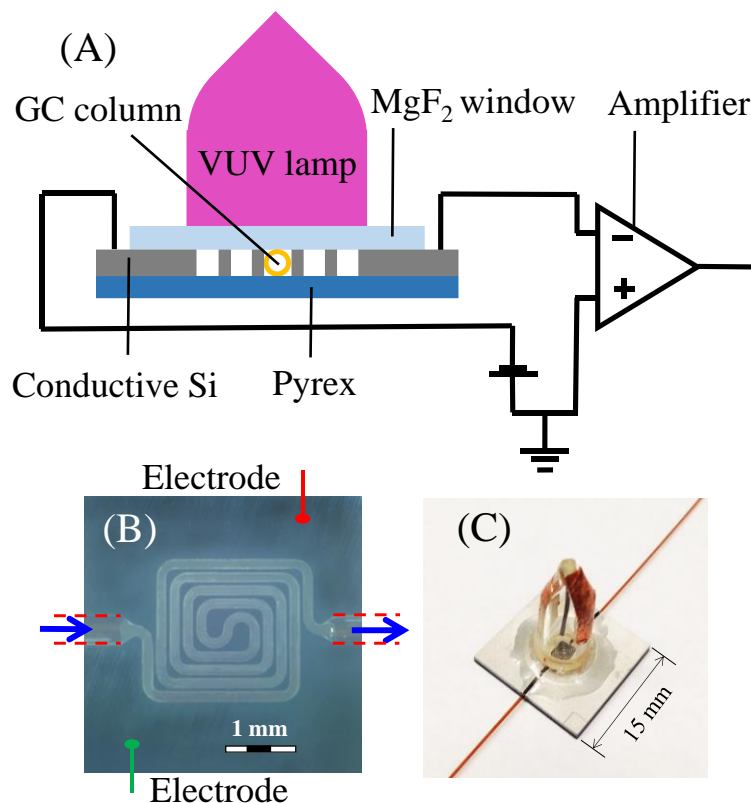 (A)
GC column
MgF₂ window
Amplifier
VUV lamp
−
+
Conductive Si
Pyrex
Electrode
(B)
(C)
1 mm
15 mm
Electrode